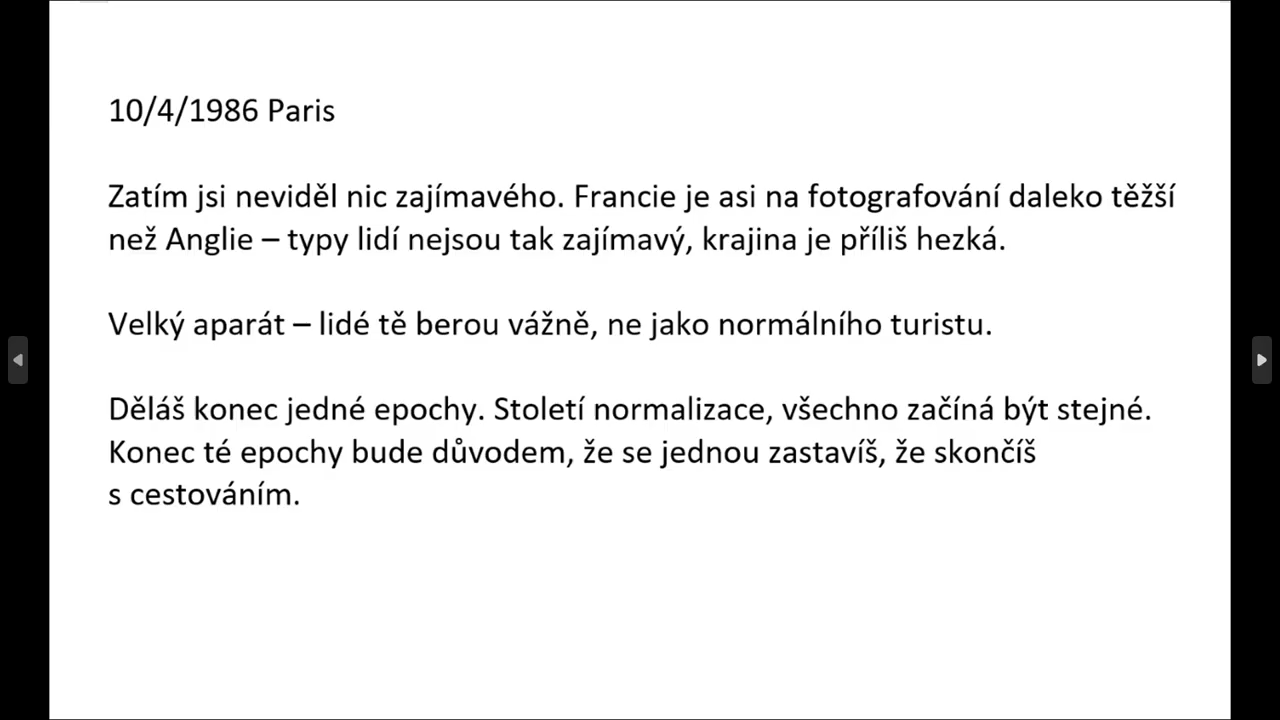 10/4/1986 Paris
Zatím jsi neviděl nic zajímavého. Francie je asi na fotografování daleko těžší
než Anglie – typy lidí nejsou tak zajímavý, krajina je příliš hezká.
Velký aparát – lidé tě berou vážně, ne jako normálního turistu.
Děláš konec jedné epochy. Století normalizace, všechno začíná být stejné.
Konec té epochy bude důvodem, že se jednou zastavíš, že skončíš
s cestováním.